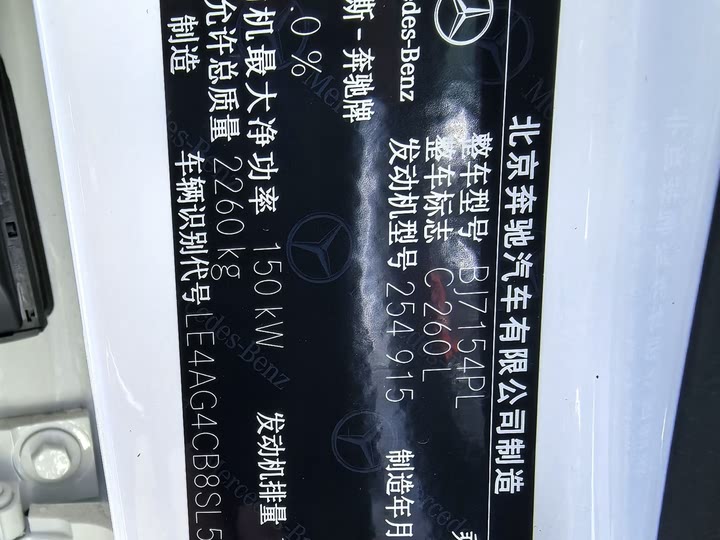 北京奔驰汽车有限公司制造
整车型号 BJ7154PL
整车标志 C 260 L
des-Benz
发动机型号 254 915 制造年月
斯-奔驰牌
.0%
机最大净功率 150kW 发动机排量
允许总质量 2260kg
制造
车辆识别代号 LE4AG4CB8SL5